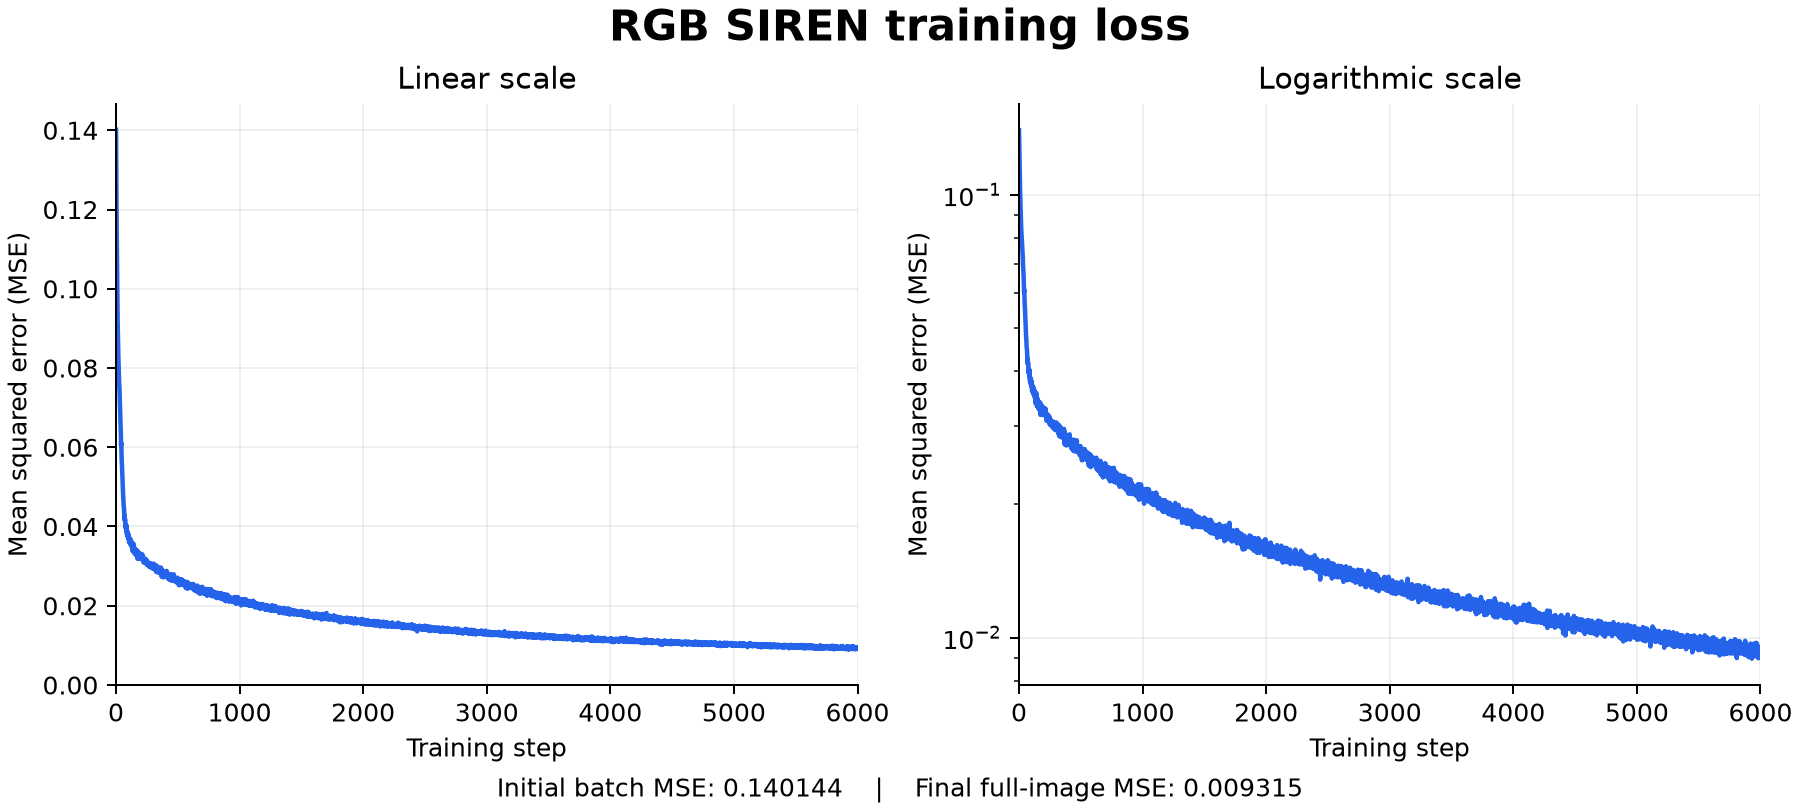 RGB SIREN training loss
Linear scale
Mean squared error (MSE)
0.14
0.12
0.10
0.08
0.06
0.04
0.02
0.00
0 1000 2000 3000 4000 5000 6000
Training step
Logarithmic scale
Mean squared error (MSE)
10⁻¹
10⁻²
0 1000 2000 3000 4000 5000 6000
Training step
Initial batch MSE: 0.140144 | Final full-image MSE: 0.009315